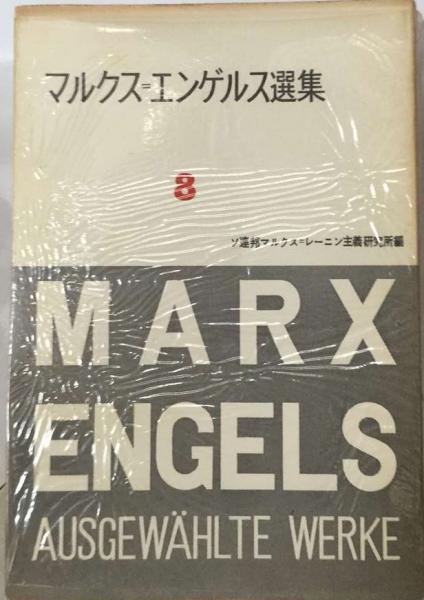 マルクス=エンゲルス選集
8
ソ連邦マルクス=レーニン主義研究所編
MARX
ENGELS
AUSGEWÄHLTE WERKE